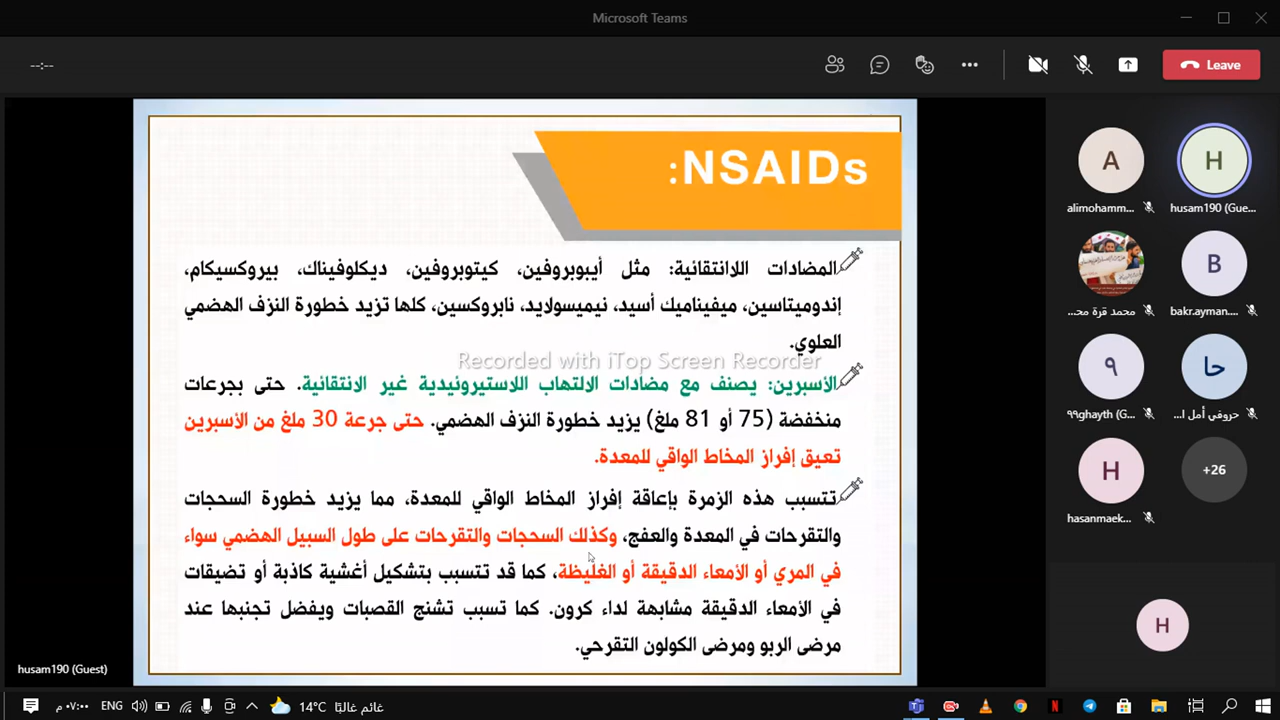 Microsoft Teams
--:--
Leave
NSAIDs:
المضادات اللاانتقائية: مثل أيبوبروفين، كيتوبروفين، ديكلوفيناك، بيروكسيكام،
إندوميتاسين، ميفيناميك أسيد، نيميسولايد، نابروكسين، كلها تزيد خطورة النزف الهضمي
العلوي.
Recorded with iTop Screen Recorder
الأسبرين: يصنف مع مضادات الالتهاب اللاستيروئيدية غير الانتقائية. حتى بجرعات
منخفضة (75 أو 81 ملغ) يزيد خطورة النزف الهضمي. حتى جرعة 30 ملغ من الأسبرين
تعيق إفراز المخاط الواقي للمعدة.
تتسبب هذه الزمرة بإعاقة إفراز المخاط الواقي للمعدة، مما يزيد خطورة السحجات
والتقرحات في المعدة والعفج، وكذلك السحجات والتقرحات على طول السبيل الهضمي سواء
في المري أو الأمعاء الدقيقة أو الغليظة، كما قد تتسبب بتشكيل أغشية كاذبة أو تضيقات
في الأمعاء الدقيقة مشابهة لداء كرون. كما تسبب تشنج القصبات ويفضل تجنبها عند
مرضى الربو ومرضى الكولون التقرحي.
husam190 (Guest)
A
H
alimohamm...
husam190 (Gue...
B
محمد قرة محـ...
bakr.ayman....
٩
حا
٩٩ghayth (G...
حروفي أمل ا...
H
+26
hasanmaek...
H
ENG
٠٧:٠٠ م
14°C
غائم غالبًا